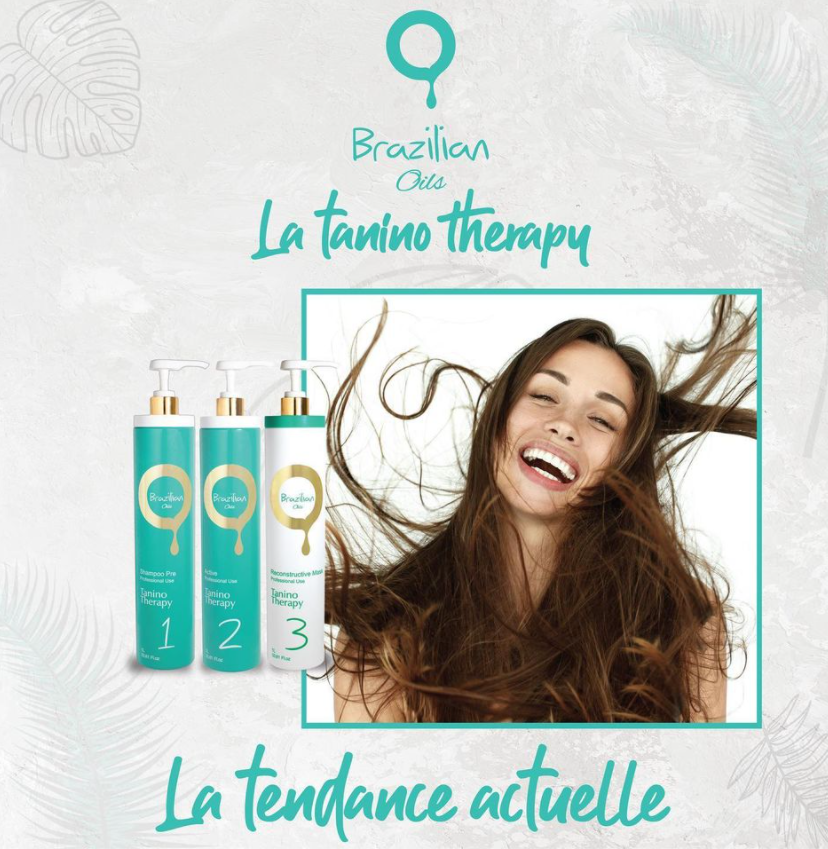 Brazilian
Oils
La tanino therapy
Brazilian
Oils
Shampoo Pre
Professional Use
Tanino
Therapy
1
Brazilian
Oils
Active
Professional Use
Tanino
Therapy
2
Brazilian
Oils
Reconstructive Mask
Professional Use
Tanino
Therapy
3
La tendance actuelle